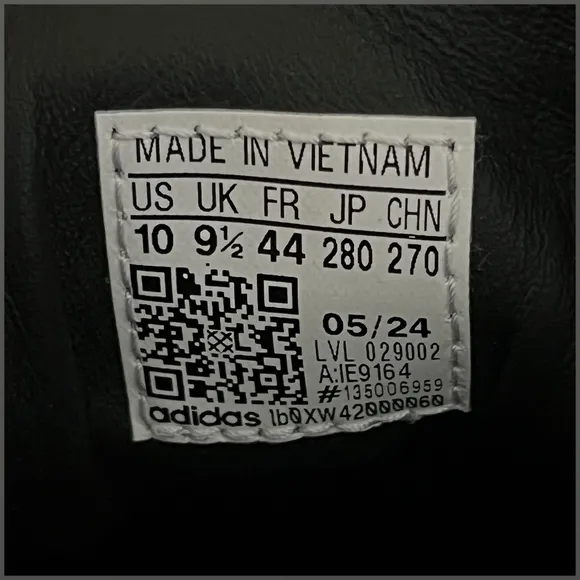 MADE IN VIETNAM
US UK FR JP CHN
10 9½ 44 280 270
05/24
LVL 029002
A:IE9164
#135006959
adidas lb0XW42000060